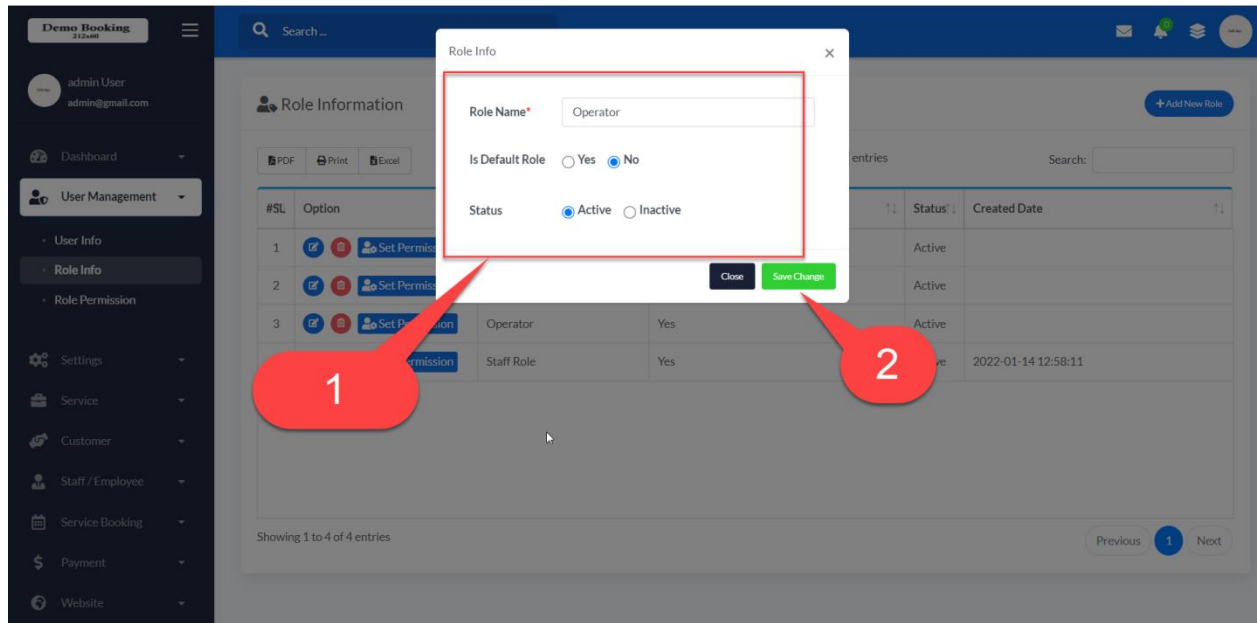 Demo Booking
212x60
Search ...
admin User
admin@gmail.com
Role Info
×
Role Name*
Operator
Is Default Role
Yes
No
Status
Active
Inactive
Close
Save Change
1
2
Role Information
+Add New Role
PDF
Print
Excel
entries
Search:
#SL
Option
Status
Created Date
1
Set Permiss
Active
2
Set Permiss
Active
3
Set Pe ion
Operator
Yes
Active
ermission
Staff Role
Yes
ve
2022-01-14 12:58:11
Showing 1 to 4 of 4 entries
Previous
1
Next
Dashboard
User Management
User Info
Role Info
Role Permission
Settings
Service
Customer
Staff / Employee
Service Booking
Payment
Website
0